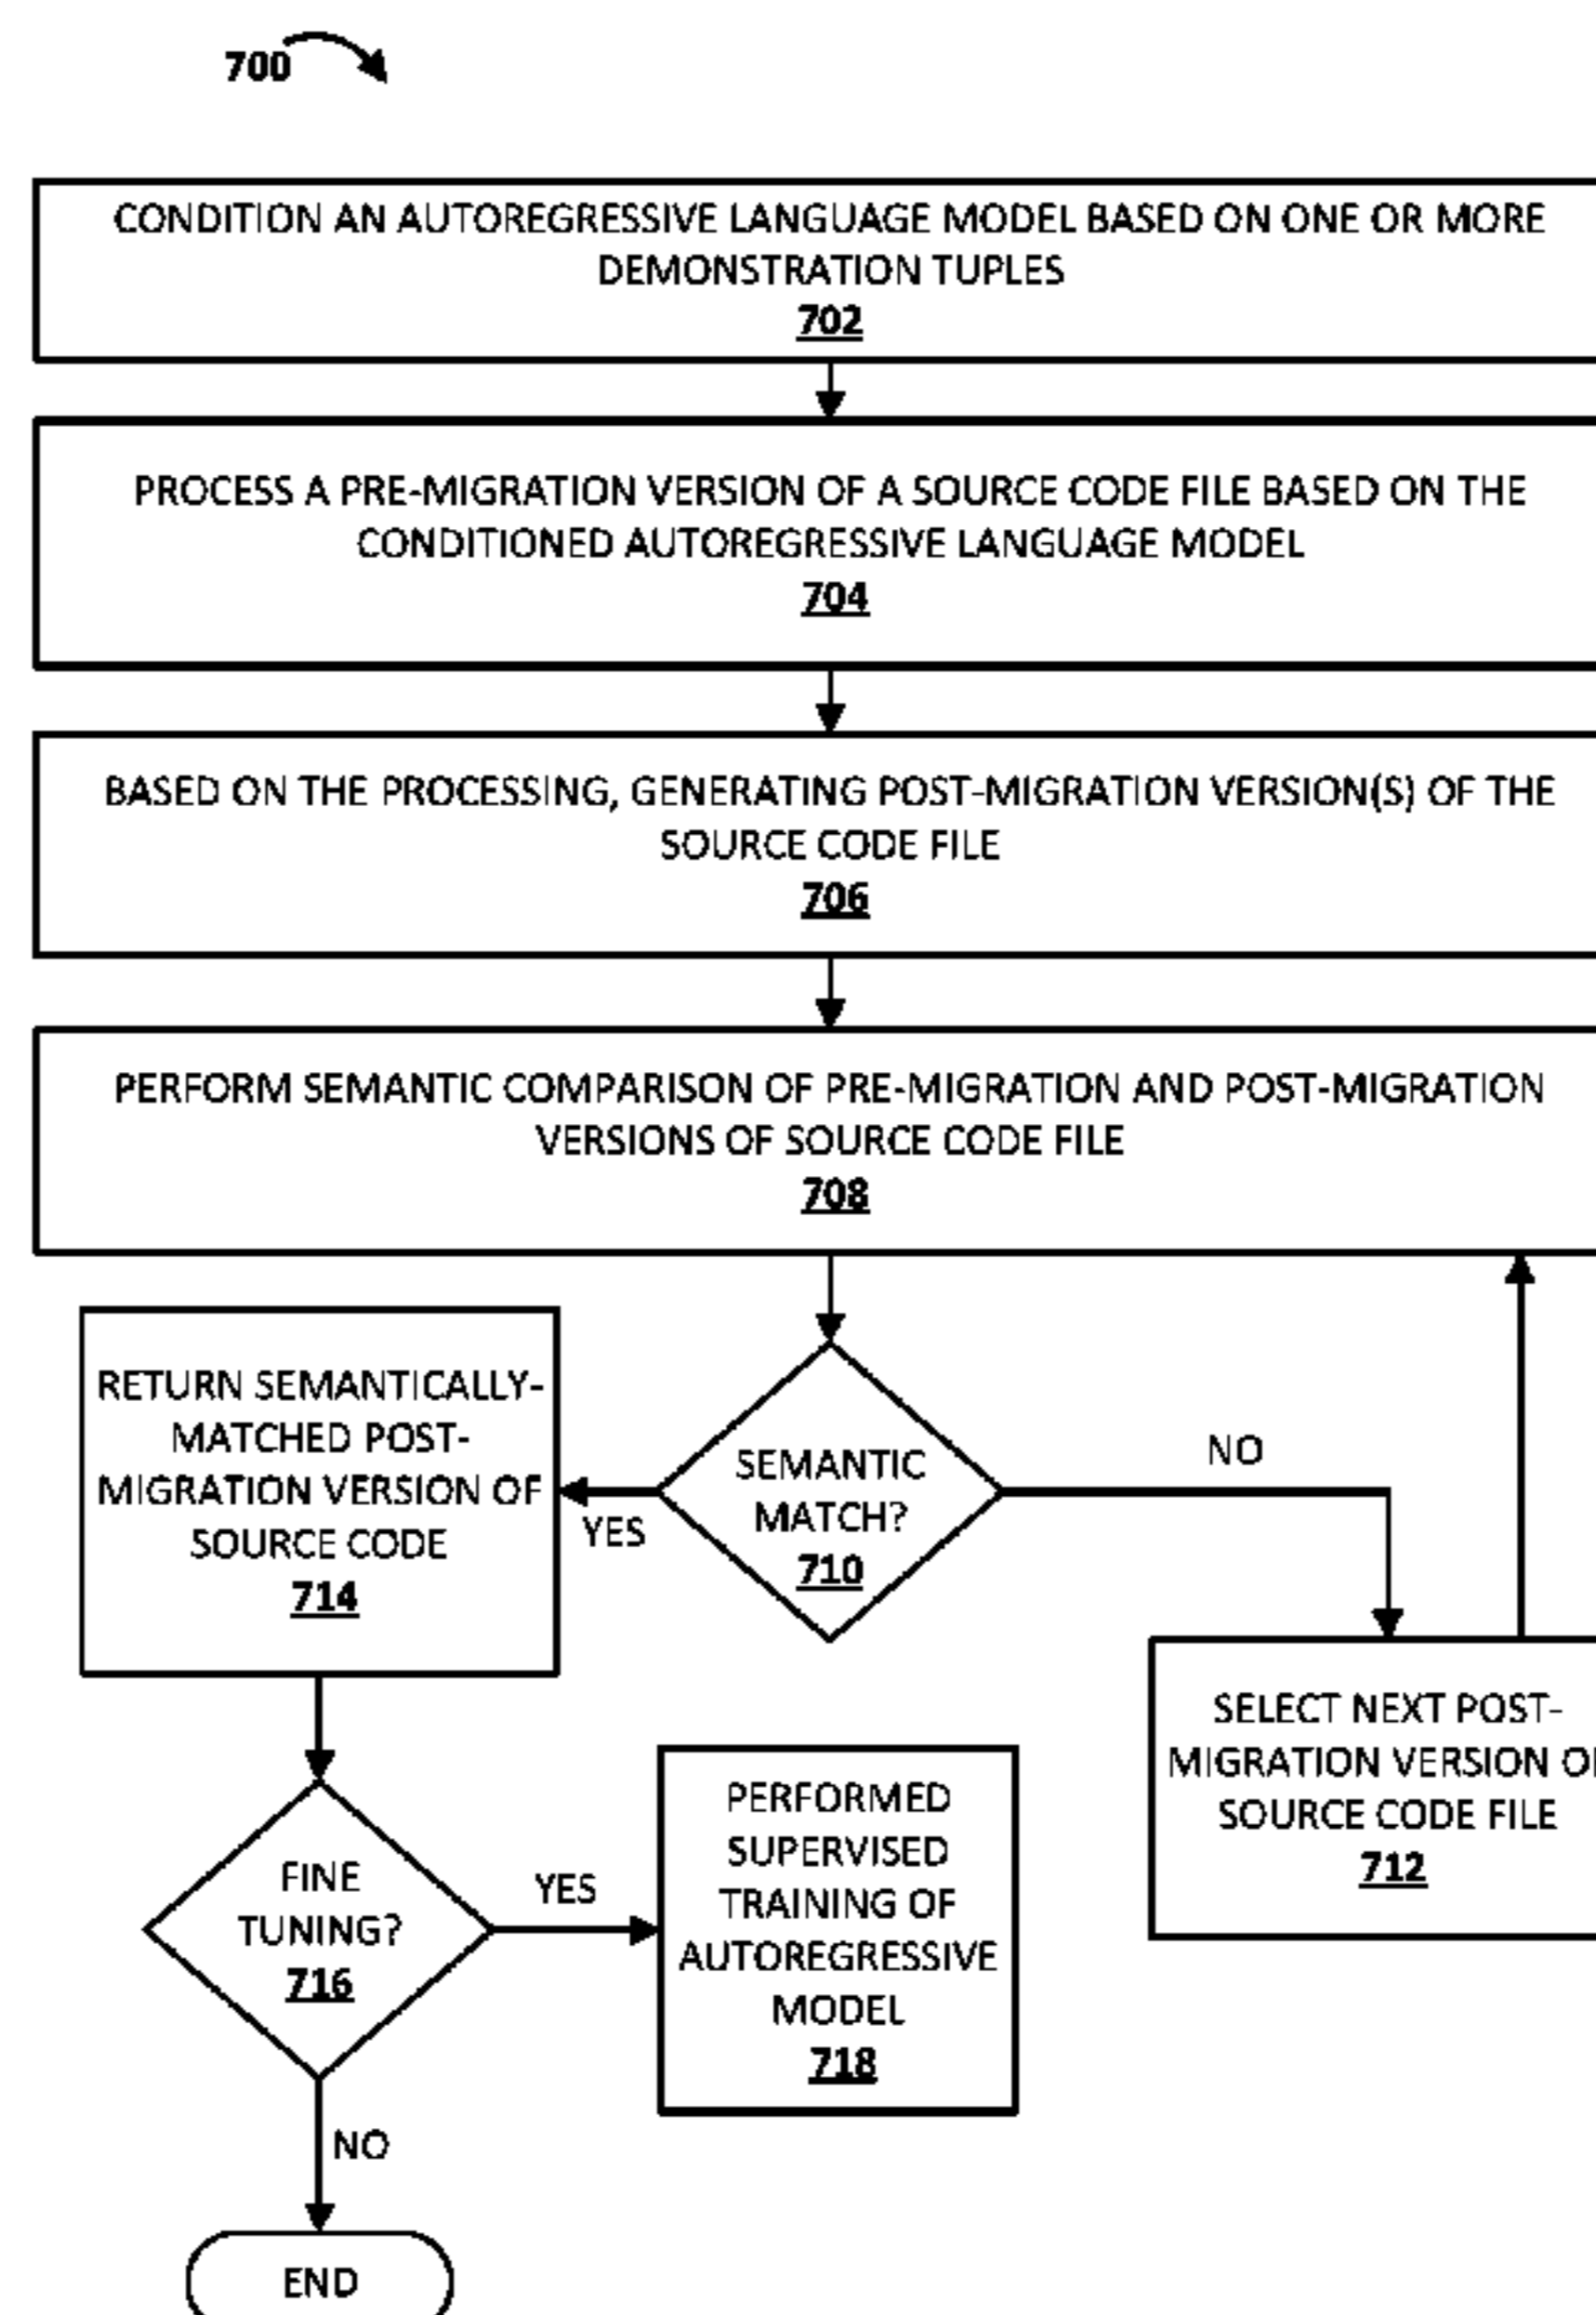 700
CONDITION AN AUTOREGRESSIVE LANGUAGE MODEL BASED ON ONE OR MORE
DEMONSTRATION TUPLES
702
PROCESS A PRE-MIGRATION VERSION OF A SOURCE CODE FILE BASED ON THE
CONDITIONED AUTOREGRESSIVE LANGUAGE MODEL
704
BASED ON THE PROCESSING, GENERATING POST-MIGRATION VERSION(S) OF THE
SOURCE CODE FILE
706
PERFORM SEMANTIC COMPARISON OF PRE-MIGRATION AND POST-MIGRATION
VERSIONS OF SOURCE CODE FILE
708
RETURN SEMANTICALLY-
MATCHED POST-
MIGRATION VERSION OF
SOURCE CODE
714
YES
SEMANTIC
MATCH?
710
NO
SELECT NEXT POST-
MIGRATION VERSION
SOURCE CODE FILE
712
FINE
TUNING?
716
YES
PERFORMED
SUPERVISED
TRAINING OF
AUTOREGRESSIVE
MODEL
718
NO
END